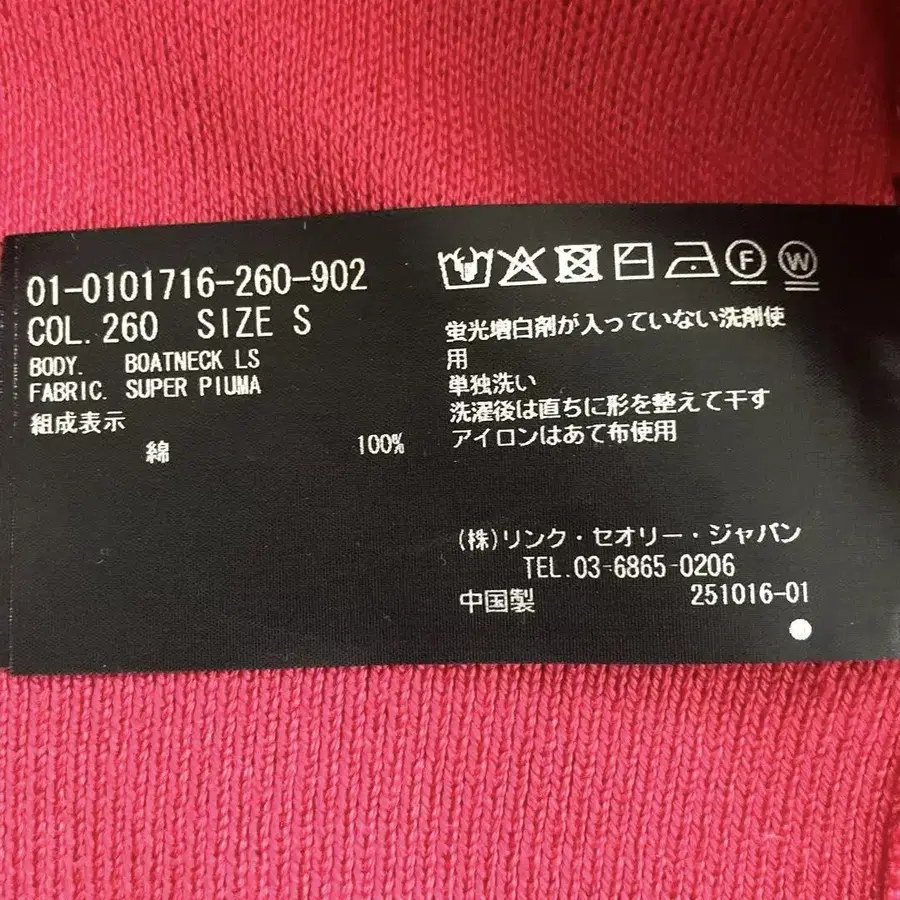 01-0101716-260-902
COL.260 SIZE S
BODY. BOATNECK LS
FABRIC. SUPER PIUMA
組成表示
綿 100%
F W
蛍光増白剤が入っていない洗剤使
用
単独洗い
洗濯後は直ちに形を整えて干す
アイロンはあて布使用
(株)リンク・セオリー・ジャパン
TEL.03-6865-0206
中国製 251016-01